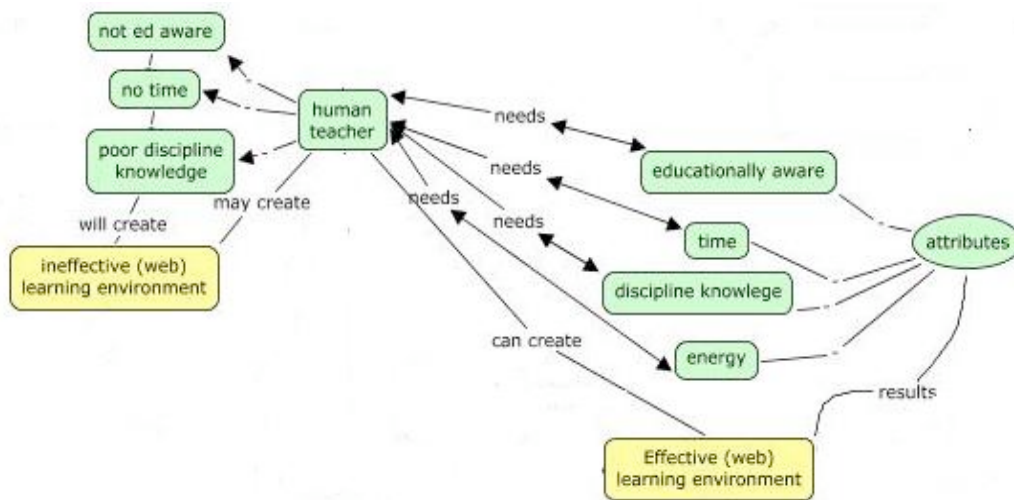 not ed aware
no time
human
teacher
needs
poor discipline
knowledge
educationally aware
needs
may create
needs
needs
will create
time
attributes
ineffective (web)
learning environment
discipline knowlege
can create
energy
results
Effective (web)
learning environment